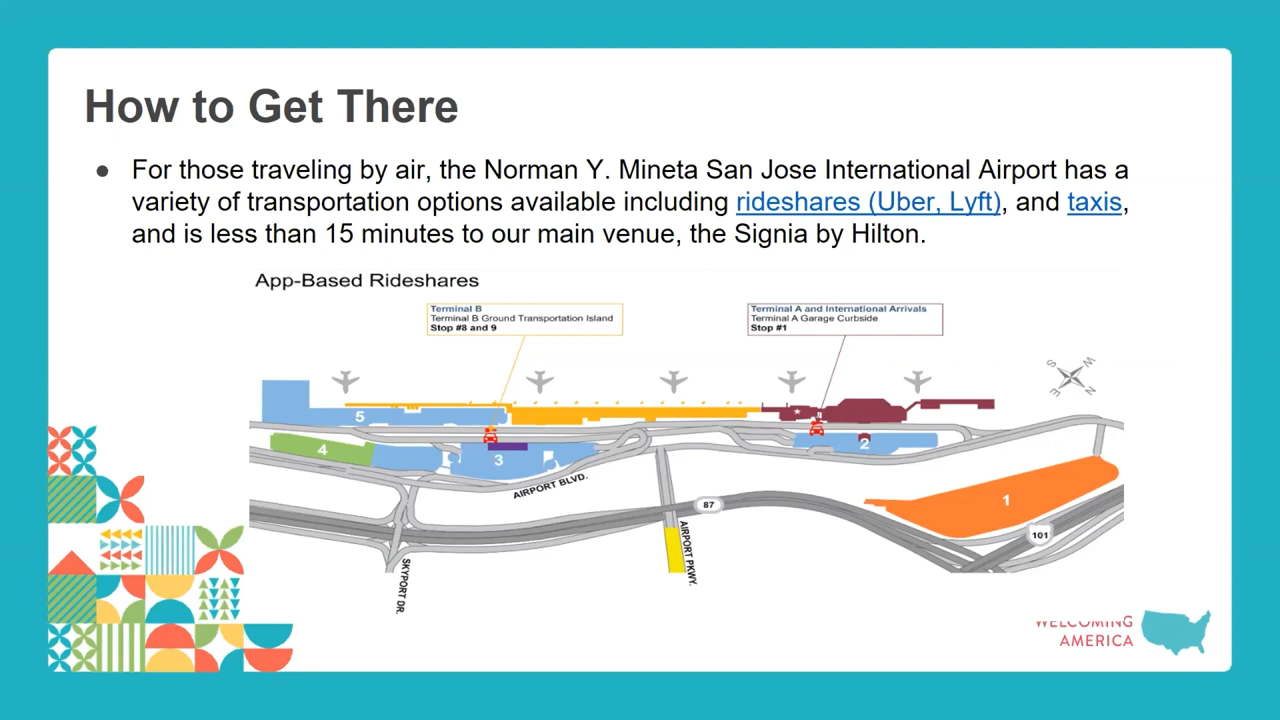 How to Get There
● For those traveling by air, the Norman Y. Mineta San Jose International Airport has a
variety of transportation options available including rideshares (Uber, Lyft), and taxis,
and is less than 15 minutes to our main venue, the Signia by Hilton.
App-Based Rideshares
Terminal B
Terminal B Ground Transportation Island
Stop #8 and 9
Terminal A and International Arrivals
Terminal A Garage Curbside
Stop #1
S W
E N
5
4
3
2
1
AIRPORT BLVD.
87
101
AIRPORT PKWY.
SKYPORT DR.
WELCOMING
AMERICA